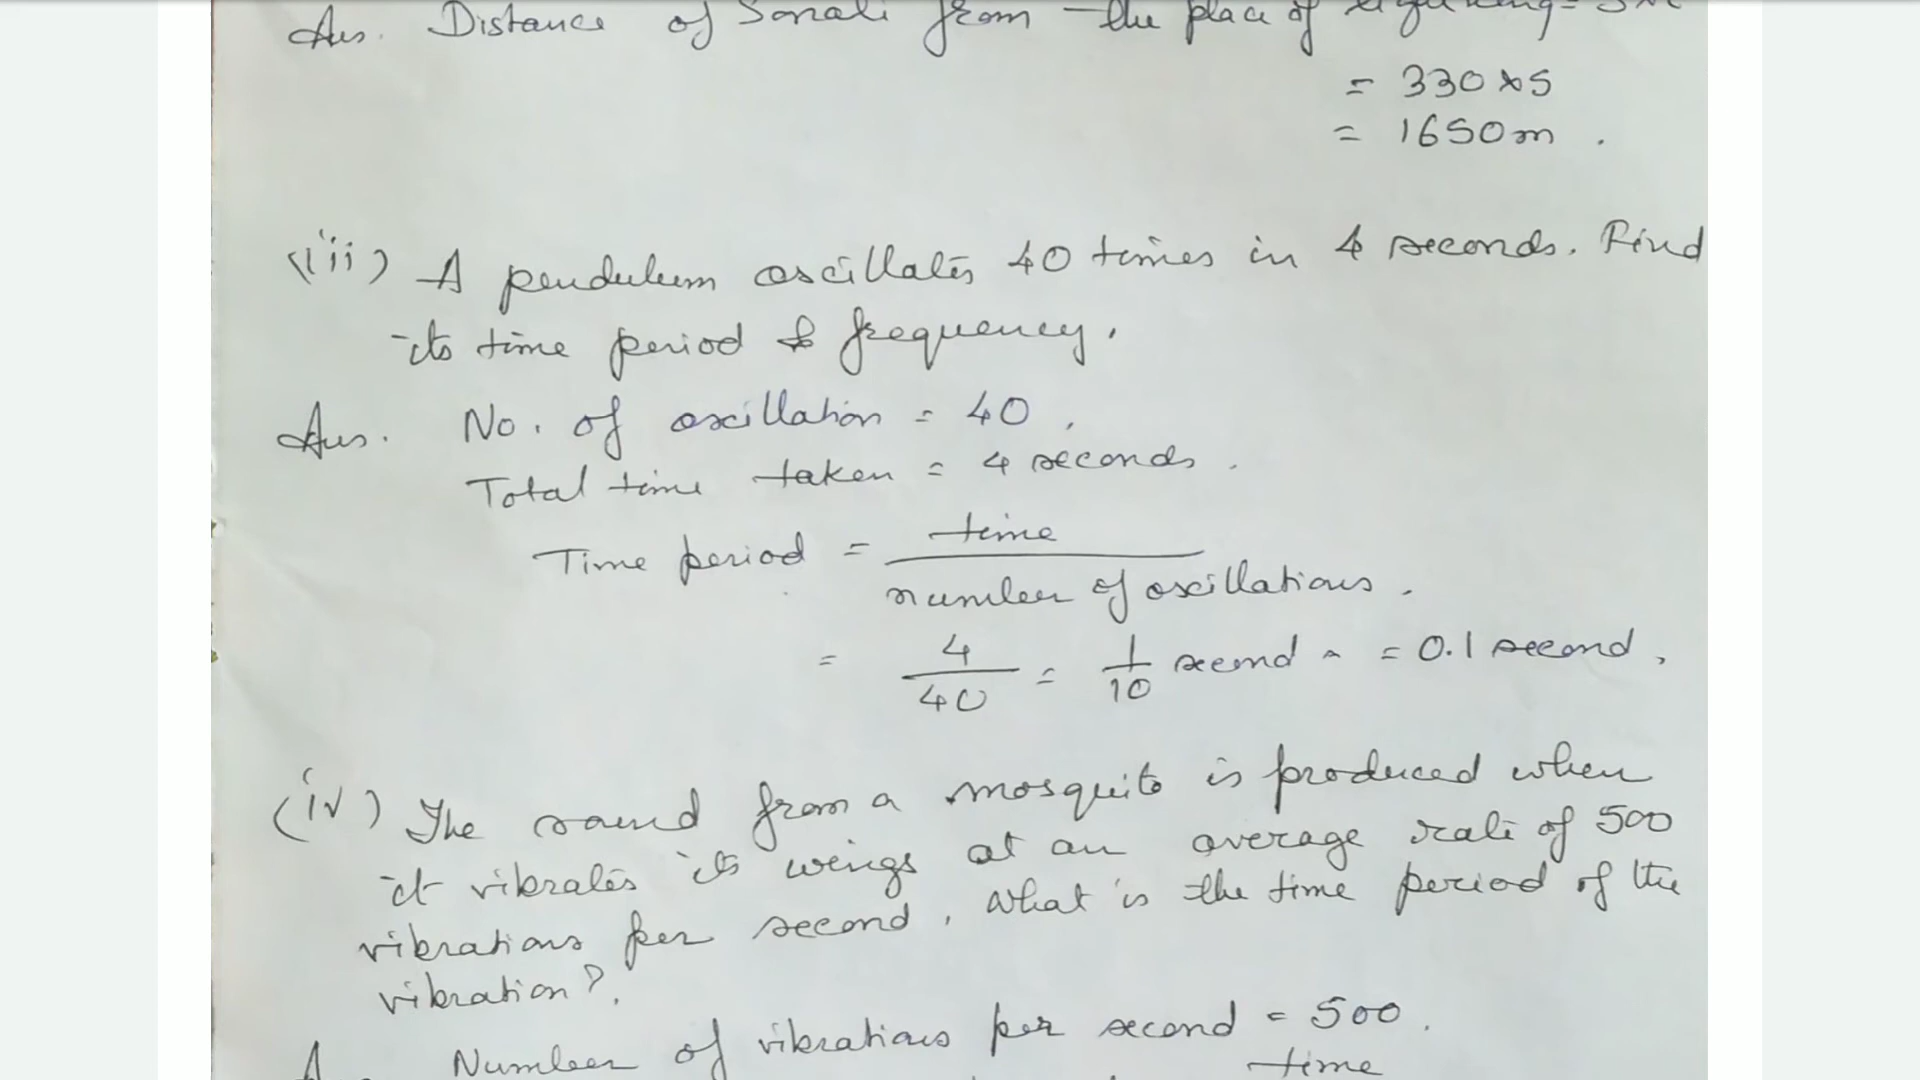 Ans. Distance of Sonali from the place of
= 330 x 5
= 1650m .
(iii) A pendulum oscillates 40 times in 4 seconds. Find
its time period & frequency.
Ans. No. of oscillation = 40 .
Total time taken = 4 seconds .
Time period = time
number of oscillations .
= 4 / 40 = 1 / 10 second = 0.1 second .
(iv) The sound from a mosquito is produced when
it vibrates its wings at an average rate of 500
vibrations per second, what is the time period of the
vibration?
Number of vibrations per second = 500 .
time